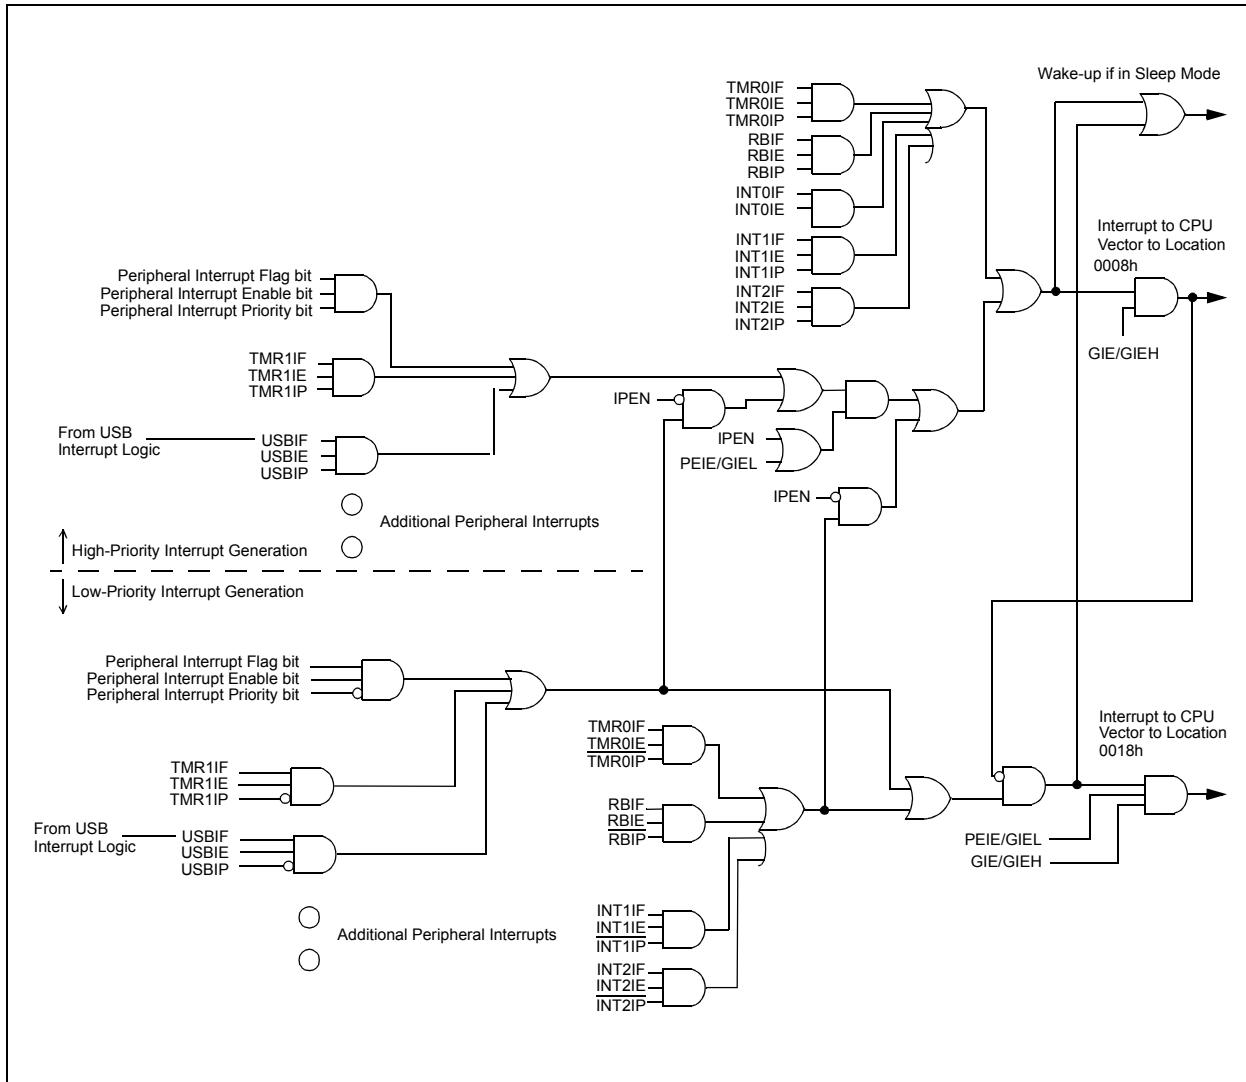 Wake-up if in Sleep Mode
TMR0IF
TMR0IE
TMR0IP
RBIF
RBIE
RBIP
INT0IF
INT0IE
INT1IF
INT1IE
INT1IP
INT2IF
INT2IE
INT2IP
Interrupt to CPU
Vector to Location
0008h
GIE/GIEH
Peripheral Interrupt Flag bit
Peripheral Interrupt Enable bit
Peripheral Interrupt Priority bit
TMR1IF
TMR1IE
TMR1IP
From USB
Interrupt Logic
USBIF
USBIE
USBIP
IPEN
IPEN
PEIE/GIEL
IPEN
Additional Peripheral Interrupts
High-Priority Interrupt Generation
Low-Priority Interrupt Generation
Peripheral Interrupt Flag bit
Peripheral Interrupt Enable bit
Peripheral Interrupt Priority bit
TMR1IF
TMR1IE
TMR1IP
From USB
Interrupt Logic
USBIF
USBIE
USBIP
Additional Peripheral Interrupts
TMR0IF
TMR0IE
TMR0IP
RBIF
RBIE
RBIP
INT1IF
INT1IE
INT1IP
INT2IF
INT2IE
INT2IP
Interrupt to CPU
Vector to Location
0018h
PEIE/GIEL
GIE/GIEH